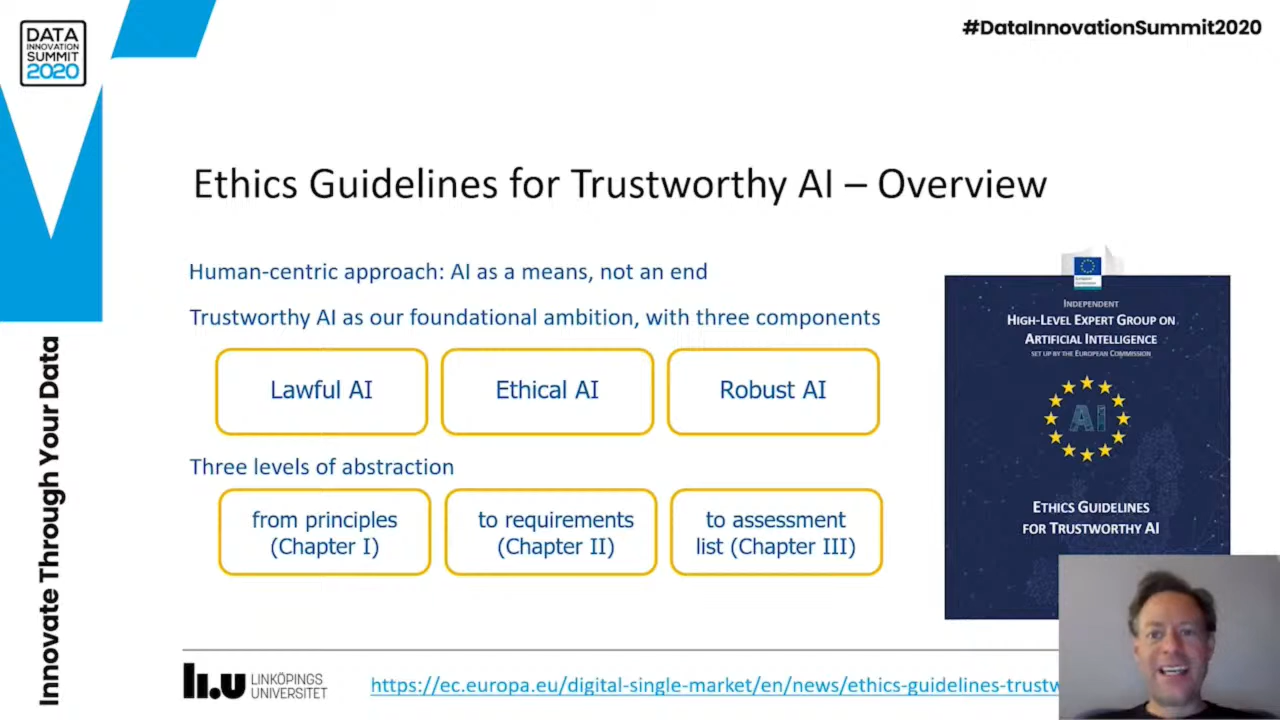 DATA
INNOVATION
SUMMIT
2020
#DataInnovationSummit2020
Innovate Through Your Data
Ethics Guidelines for Trustworthy AI – Overview
Human-centric approach: AI as a means, not an end
Trustworthy AI as our foundational ambition, with three components
Lawful AI
Ethical AI
Robust AI
Three levels of abstraction
from principles
(Chapter I)
to requirements
(Chapter II)
to assessment
list (Chapter III)
INDEPENDENT
HIGH-LEVEL EXPERT GROUP ON
ARTIFICIAL INTELLIGENCE
SET UP BY THE EUROPEAN COMMISSION
AI
ETHICS GUIDELINES
FOR TRUSTWORTHY AI
LINKÖPINGS
UNIVERSITET
https://ec.europa.eu/digital-single-market/en/news/ethics-guidelines-trustw